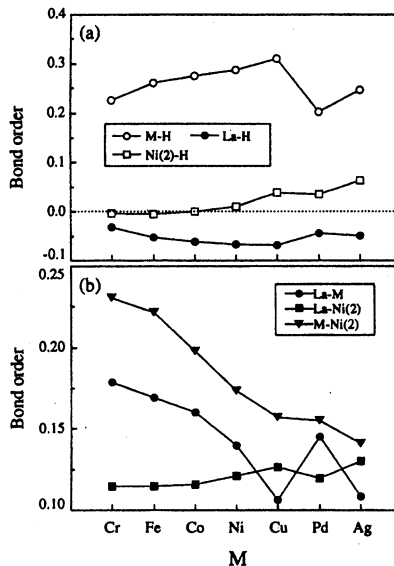 (a)
0.4
0.3
0.2
0.1
0.0
-0.1
Bond order
M-H La-H
Ni(2)-H
(b)
0.25
0.20
0.15
0.10
Bond order
La-M
La-Ni(2)
M-Ni(2)
Cr Fe Co Ni Cu Pd Ag
M